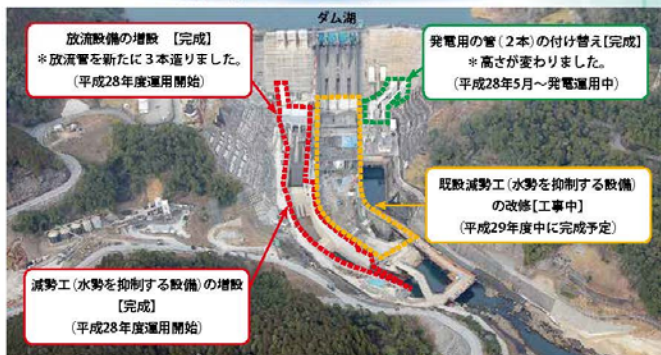 ダム湖
放流設備の増設 【完成】
*放流管を新たに3本造りました。
(平成28年度運用開始)
発電用の管(2本)の付け替え【完成】
*高さが変わりました。
(平成28年5月~発電運用中)
既設減勢工(水勢を抑制する設備)
の改修【工事中】
(平成29年度中に完成予定)
減勢工(水勢を抑制する設備)の増設
【完成】
(平成28年度運用開始)